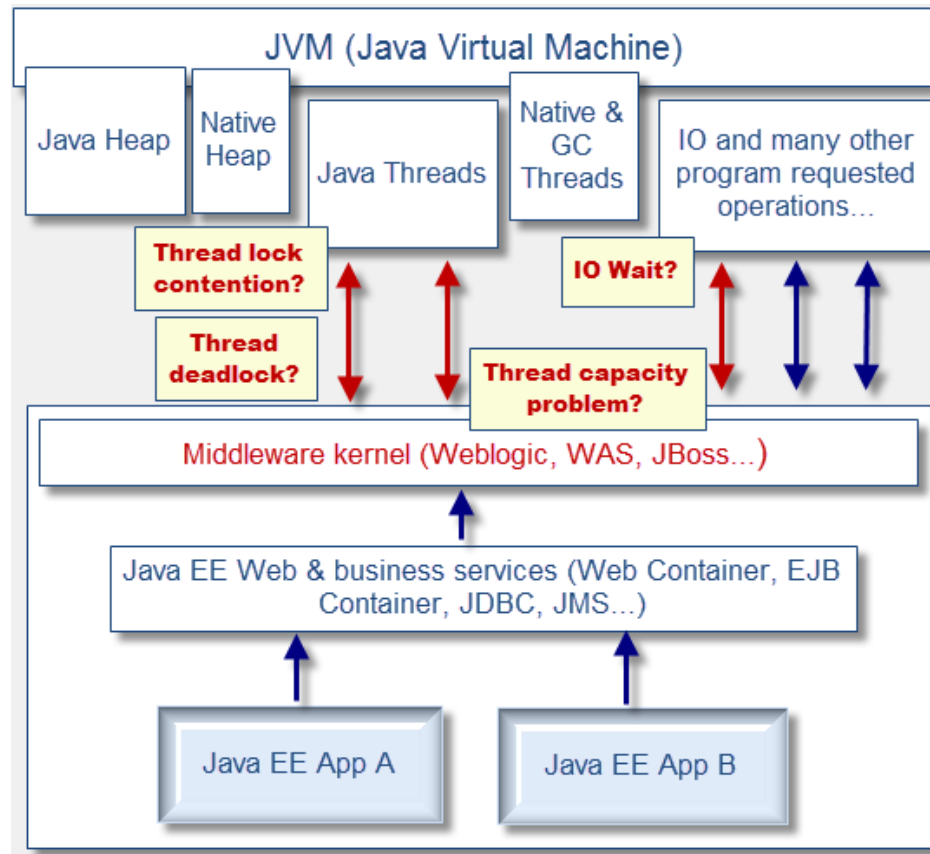 JVM (Java Virtual Machine)
Java Heap
Native
Heap
Java Threads
Native &
GC
Threads
IO and many other
program requested
operations...
Thread lock
contention?
IO Wait?
Thread
deadlock?
Thread capacity
problem?
Middleware kernel (Weblogic, WAS, JBoss...)
Java EE Web & business services (Web Container, EJB
Container, JDBC, JMS...)
Java EE App A
Java EE App B